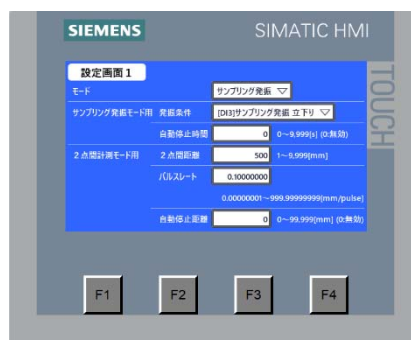 SIEMENS
SIMATIC HMI
TOUCH
設定画面1
モード サンプリング発振 ▽
サンプリング発振モード用 発振条件 [DI3]サンプリング発振 立下り ▽
自動停止時間 0 0～9,999[s] (0:無効)
2点間計測モード用 2点間距離 500 1～9,999[mm]
パルスレート 0.10000000
0.00000001～999.99999999[mm/pulse]
自動停止距離 0 0～99,999[mm] (0:無効)
F1 F2 F3 F4